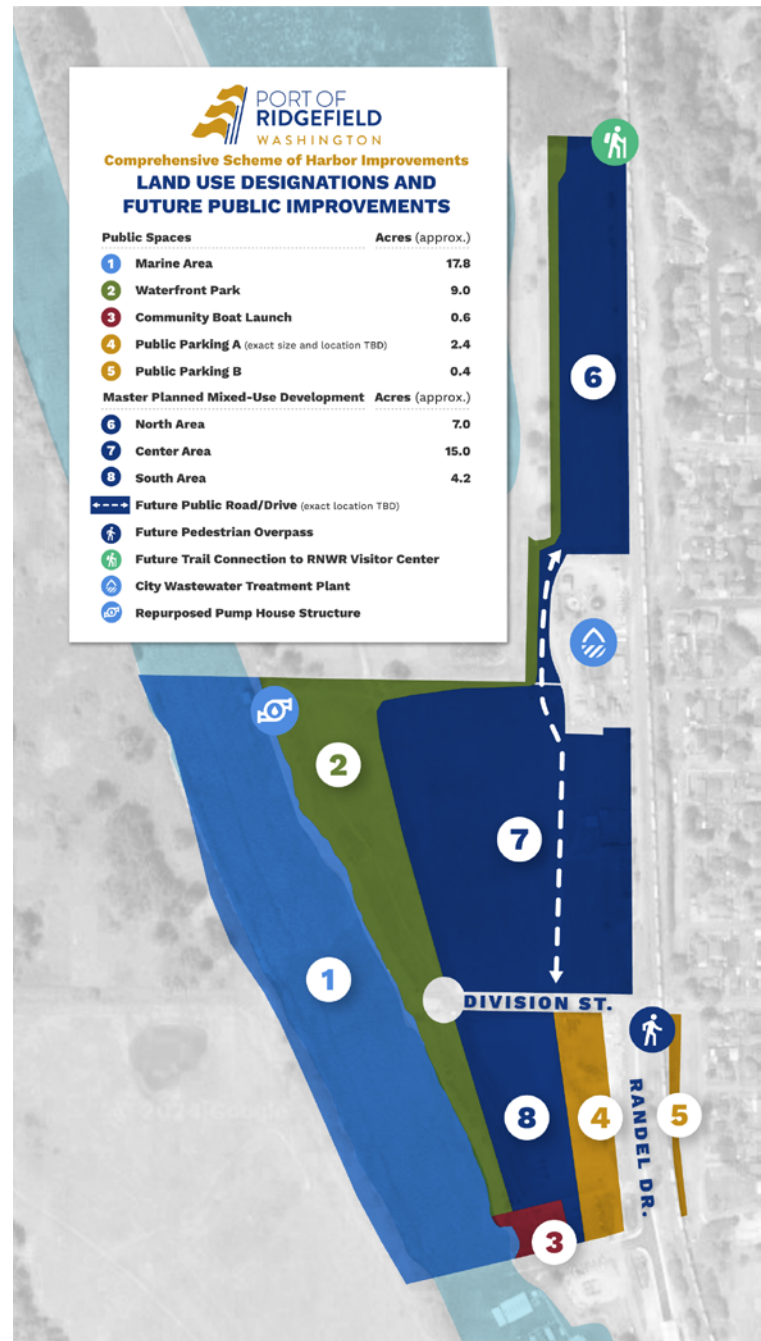 PORT OF
RIDGEFIELD
WASHINGTON
Comprehensive Scheme of Harbor Improvements
LAND USE DESIGNATIONS AND
FUTURE PUBLIC IMPROVEMENTS
Public Spaces Acres (approx.)
1 Marine Area 17.8
2 Waterfront Park 9.0
3 Community Boat Launch 0.6
4 Public Parking A (exact size and location TBD) 2.4
5 Public Parking B 0.4
Master Planned Mixed-Use Development Acres (approx.)
6 North Area 7.0
7 Center Area 15.0
8 South Area 4.2
Future Public Road/Drive (exact location TBD)
Future Pedestrian Overpass
Future Trail Connection to RNWR Visitor Center
City Wastewater Treatment Plant
Repurposed Pump House Structure
6
2
7
1
DIVISION ST.
8
4
RANDEL DR.
5
3